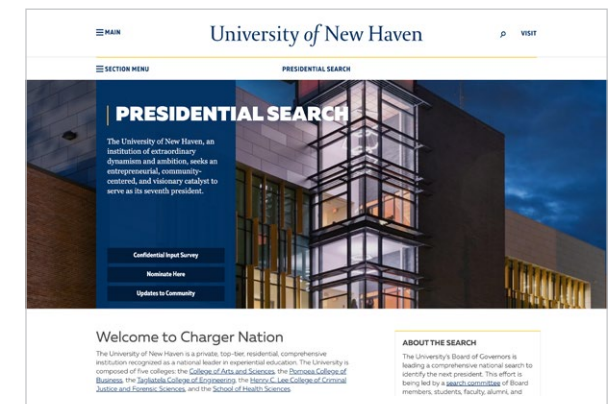 MAIN
University of New Haven
VISIT
SECTION MENU
PRESIDENTIAL SEARCH
PRESIDENTIAL SEARCH
The University of New Haven, an
institution of extraordinary
dynamism and ambition, seeks an
entrepreneurial, community-
centered, and visionary catalyst to
serve as its seventh president.
Confidential Input Survey
Nominate Here
Updates to Community
Welcome to Charger Nation
The University of New Haven is a private, top-tier, residential, comprehensive
institution recognized as a national leader in experiential education. The University is
composed of five colleges: the College of Arts and Sciences, the Pompea College of
Business, the Tagliatela College of Engineering, the Henry C. Lee College of Criminal
Justice and Forensic Sciences, and the School of Health Sciences.
ABOUT THE SEARCH
The University's Board of Governors is
leading a comprehensive national search to
identify the next president. This effort is
being led by a search committee of Board
members, students, faculty, alumni, and